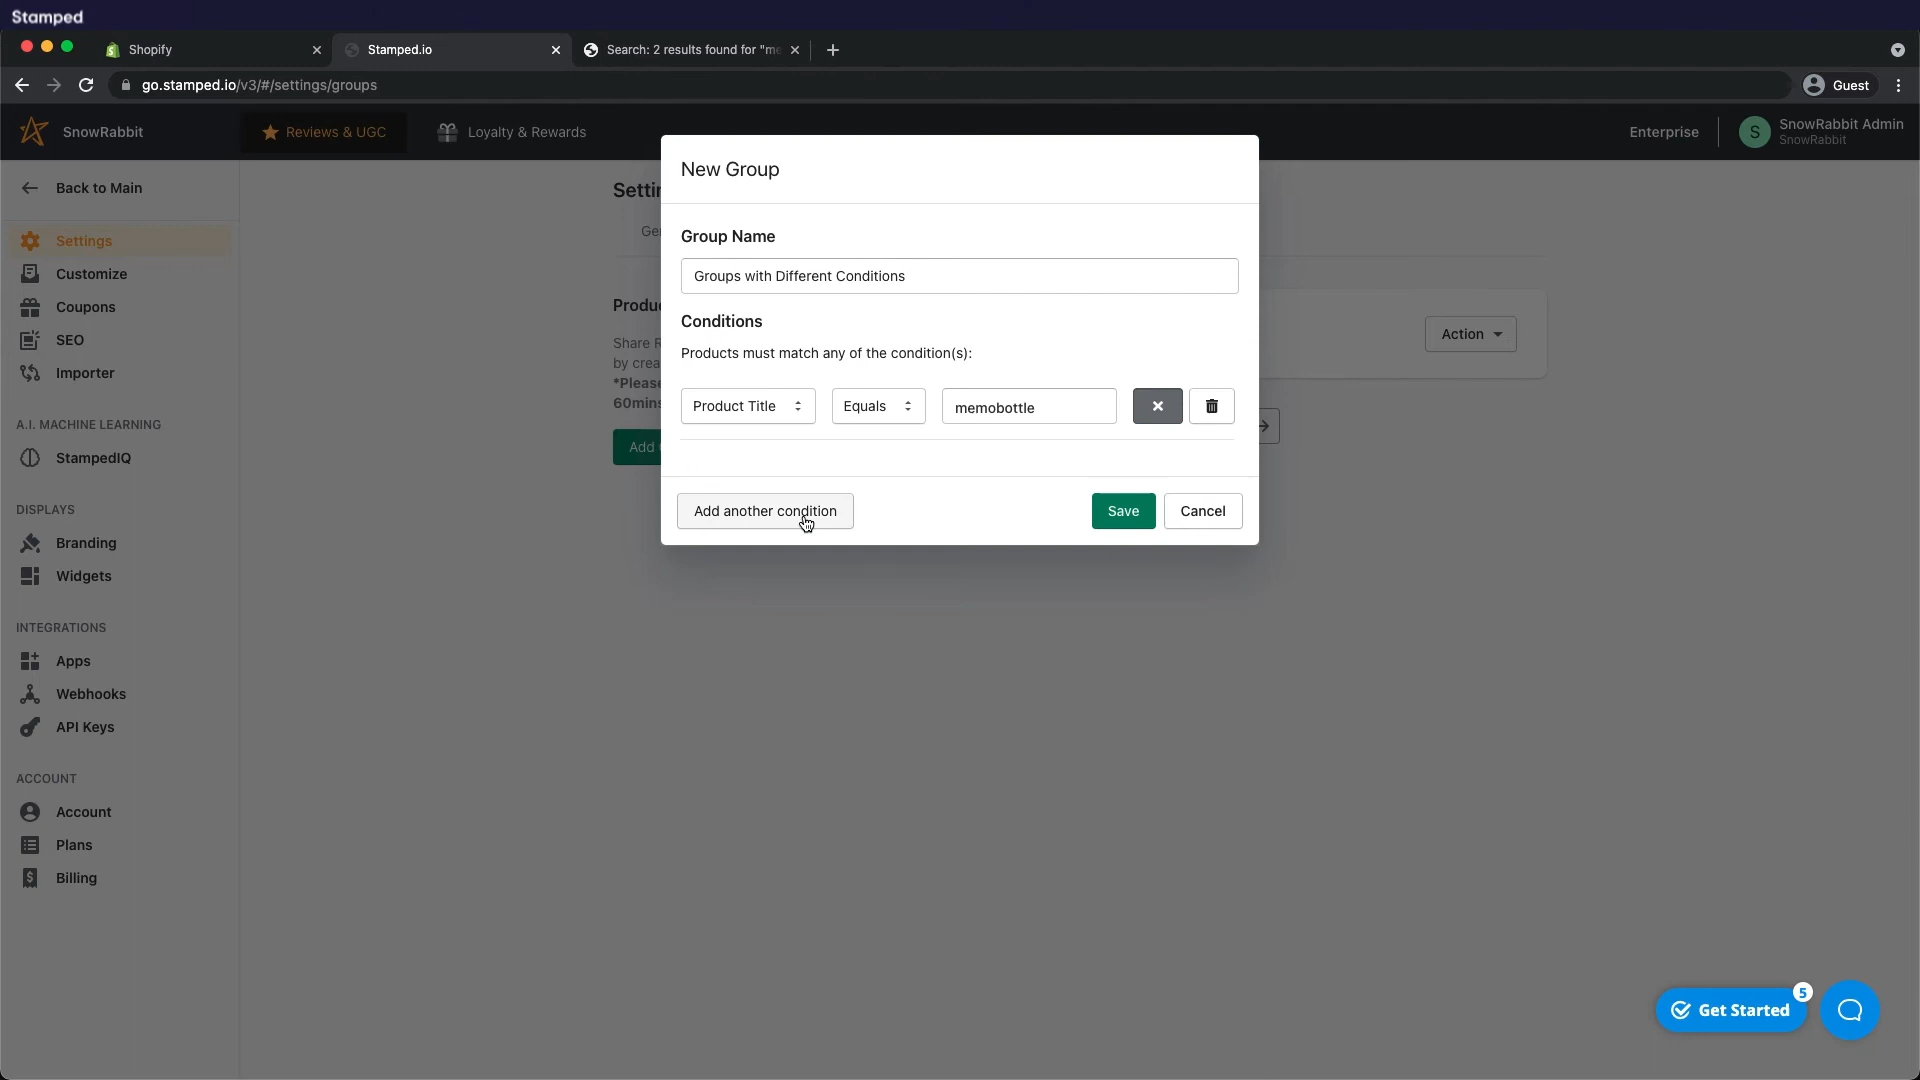 Stamped
Shopify
Stamped.io
Search: 2 results found for "me
go.stamped.io/v3/#/settings/groups
Guest
SnowRabbit
Reviews & UGC
Loyalty & Rewards
Enterprise
S
SnowRabbit Admin
SnowRabbit
Back to Main
Settings
Customize
Coupons
SEO
Importer
A.I. MACHINE LEARNING
StampedIQ
DISPLAYS
Branding
Widgets
INTEGRATIONS
Apps
Webhooks
API Keys
ACCOUNT
Account
Plans
Billing
Settin
Ge
Produ
Share R
by crea
*Please
60mins
Add
Action
New Group
Group Name
Groups with Different Conditions
Conditions
Products must match any of the condition(s):
Product Title
Equals
memobottle
Add another condition
Save
Cancel
Get Started
5